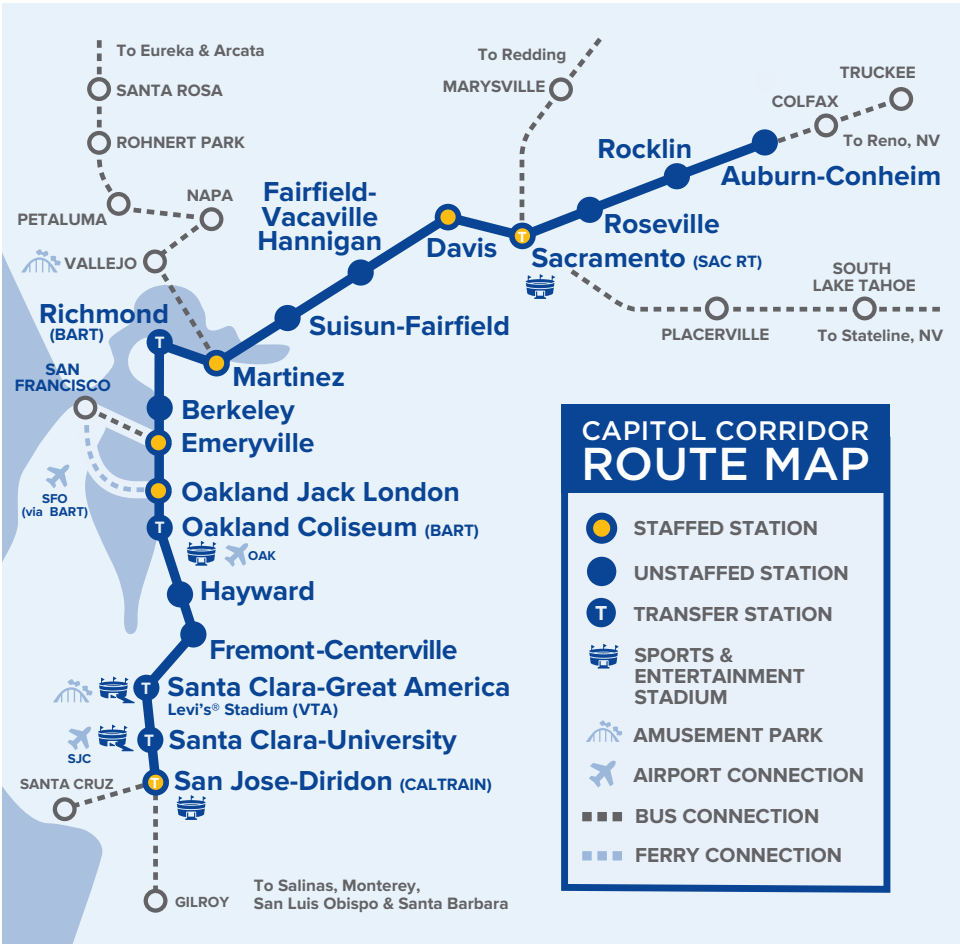 To Eureka & Arcata
SANTA ROSA
ROHNERT PARK
PETALUMA
NAPA
VALLEJO
To Redding
MARYSVILLE
TRUCKEE
COLFAX
To Reno, NV
Rocklin
Auburn-Conheim
Roseville
Fairfield-
Vacaville
Hannigan
Davis
T
Sacramento (SAC RT)
SOUTH
LAKE TAHOE
PLACERVILLE
To Stateline, NV
Suisun-Fairfield
Richmond
(BART)
T
Martinez
SAN
FRANCISCO
Berkeley
Emeryville
SFO
(via BART)
Oakland Jack London
T
Oakland Coliseum (BART)
OAK
Hayward
Fremont-Centerville
T
Santa Clara-Great America
Levi's® Stadium (VTA)
T
Santa Clara-University
SJC
SANTA CRUZ
T
San Jose-Diridon (CALTRAIN)
GILROY
To Salinas, Monterey,
San Luis Obispo & Santa Barbara
CAPITOL CORRIDOR
ROUTE MAP
STAFFED STATION
UNSTAFFED STATION
T
TRANSFER STATION
SPORTS &
ENTERTAINMENT
STADIUM
AMUSEMENT PARK
AIRPORT CONNECTION
BUS CONNECTION
FERRY CONNECTION